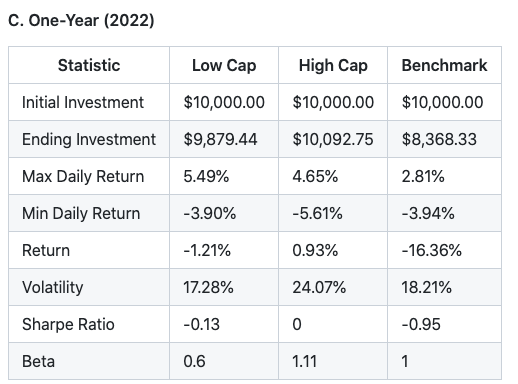 C. One-Year (2022)
Statistic Low Cap High Cap Benchmark
Initial Investment $10,000.00 $10,000.00 $10,000.00
Ending Investment $9,879.44 $10,092.75 $8,368.33
Max Daily Return 5.49% 4.65% 2.81%
Min Daily Return -3.90% -5.61% -3.94%
Return -1.21% 0.93% -16.36%
Volatility 17.28% 24.07% 18.21%
Sharpe Ratio -0.13 0 -0.95
Beta 0.6 1.11 1